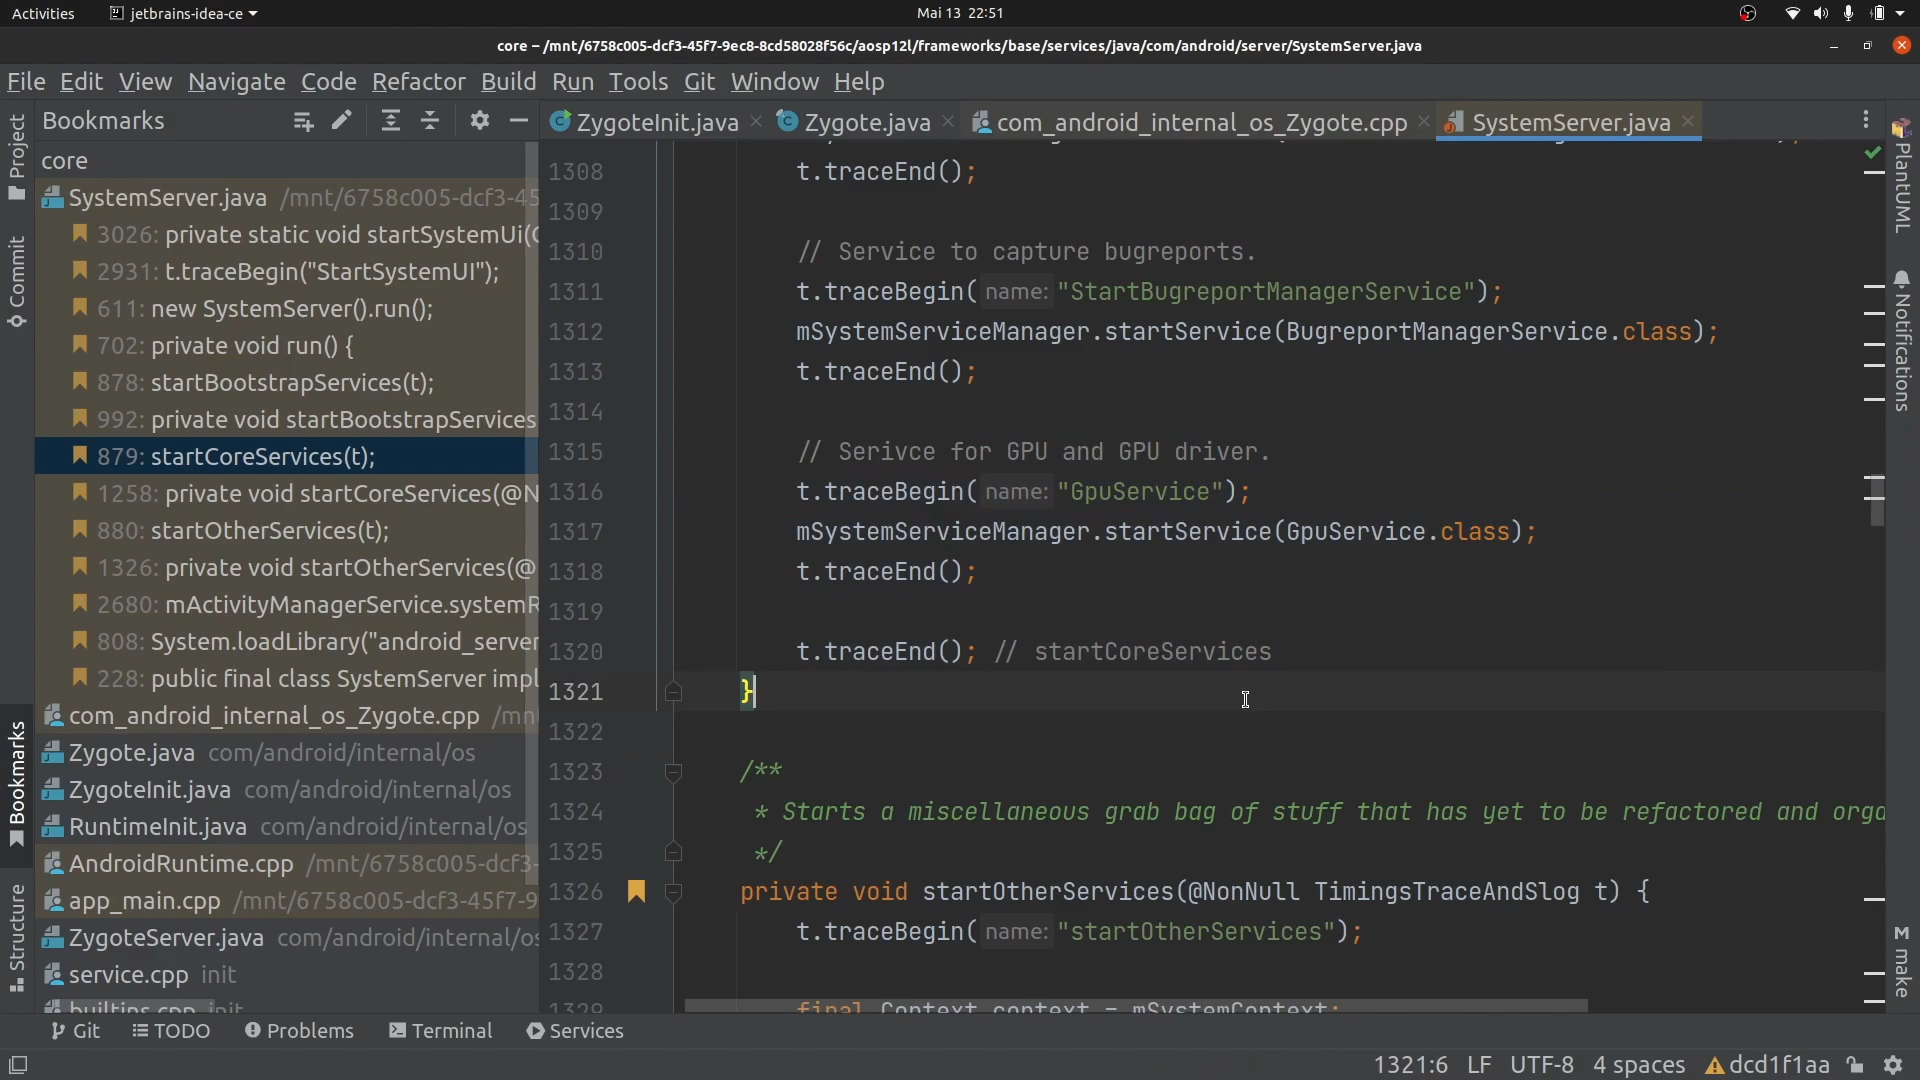 Activities
jetbrains-idea-ce
Mai 13 22:51
core – /mnt/6758c005-dcf3-45f7-9ec8-8cd58028f56c/aosp12l/frameworks/base/services/java/com/android/server/SystemServer.java
File Edit View Navigate Code Refactor Build Run Tools Git Window Help
Project
Commit
Bookmarks
Structure
Bookmarks
core
SystemServer.java /mnt/6758c005-dcf3-45
3026: private static void startSystemUi(
2931: t.traceBegin("StartSystemUI");
611: new SystemServer().run();
702: private void run() {
878: startBootstrapServices(t);
992: private void startBootstrapServices
879: startCoreServices(t);
1258: private void startCoreServices(@N
880: startOtherServices(t);
1326: private void startOtherServices(@
2680: mActivityManagerService.systemR
808: System.loadLibrary("android_server
228: public final class SystemServer impl
com_android_internal_os_Zygote.cpp /mn
Zygote.java com/android/internal/os
ZygoteInit.java com/android/internal/os
RuntimeInit.java com/android/internal/os
AndroidRuntime.cpp /mnt/6758c005-dcf3-
app_main.cpp /mnt/6758c005-dcf3-45f7-9
ZygoteServer.java com/android/internal/os
service.cpp init
builtins.cpp init
ZygoteInit.java
Zygote.java
com_android_internal_os_Zygote.cpp
SystemServer.java
1308 t.traceEnd();
1309
1310 // Service to capture bugreports.
1311 t.traceBegin( name: "StartBugreportManagerService");
1312 mSystemServiceManager.startService(BugreportManagerService.class);
1313 t.traceEnd();
1314
1315 // Serivce for GPU and GPU driver.
1316 t.traceBegin( name: "GpuService");
1317 mSystemServiceManager.startService(GpuService.class);
1318 t.traceEnd();
1319
1320 t.traceEnd(); // startCoreServices
1321 }
1322
1323 /**
1324 * Starts a miscellaneous grab bag of stuff that has yet to be refactored and orga
1325 */
1326 private void startOtherServices(@NonNull TimingsTraceAndSlog t) {
1327 t.traceBegin( name: "startOtherServices");
1328
1329 final Context context = mSystemContext;
PlantUML
Notifications
make
Git
TODO
Problems
Terminal
Services
1321:6 LF UTF-8 4 spaces dcd1f1aa